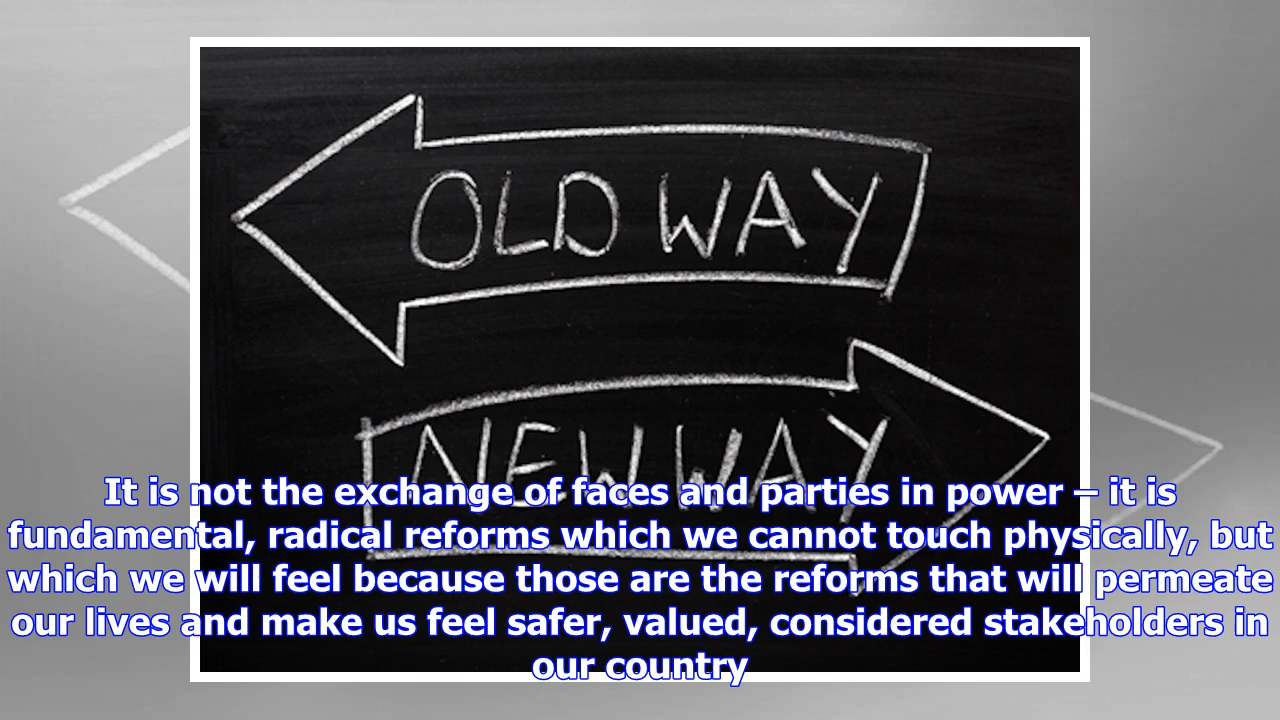 OLD WAY
NEW WAY
It is not the exchange of faces and parties in power – it is
fundamental, radical reforms which we cannot touch physically, but
which we will feel because those are the reforms that will permeate
our lives and make us feel safer, valued, considered stakeholders in
our country